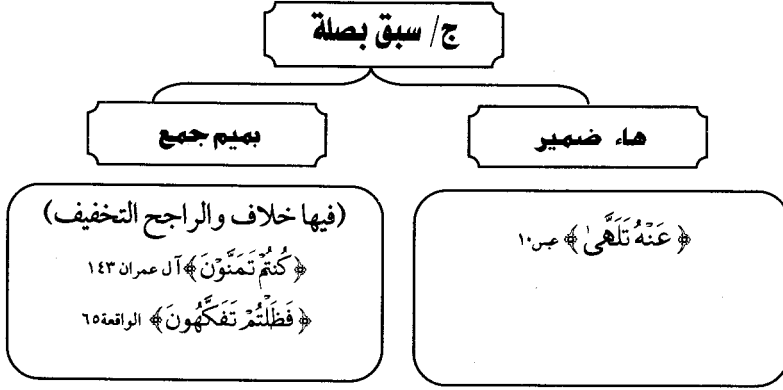 ج/ سبق بصلة
هاء ضمير
بميم جمع
﴿ عَنْهُ تَلَهَّىٰ ﴾ عبس١٠
(فيها خلاف والراجح التخفيف)
﴿ كُنتُمْ تَمَنَّوْنَ ﴾ آل عمران ١٤٣
﴿ فَظَلْتُمْ تَفَكَّهُونَ ﴾ الواقعة٦٥